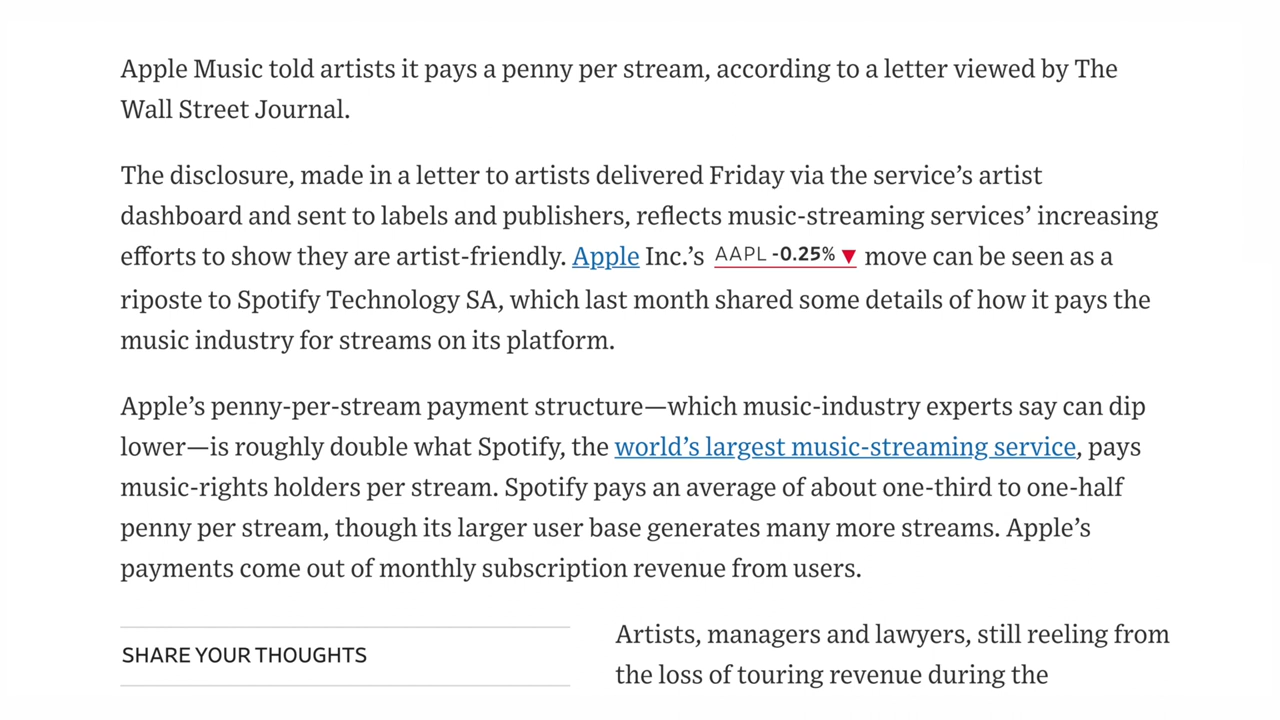 Apple Music told artists it pays a penny per stream, according to a letter viewed by The
Wall Street Journal.
The disclosure, made in a letter to artists delivered Friday via the service’s artist
dashboard and sent to labels and publishers, reflects music-streaming services’ increasing
efforts to show they are artist-friendly. Apple Inc.’s AAPL -0.25% ▼ move can be seen as a
riposte to Spotify Technology SA, which last month shared some details of how it pays the
music industry for streams on its platform.
Apple’s penny-per-stream payment structure—which music-industry experts say can dip
lower—is roughly double what Spotify, the world’s largest music-streaming service, pays
music-rights holders per stream. Spotify pays an average of about one-third to one-half
penny per stream, though its larger user base generates many more streams. Apple’s
payments come out of monthly subscription revenue from users.
SHARE YOUR THOUGHTS
Artists, managers and lawyers, still reeling from
the loss of touring revenue during the